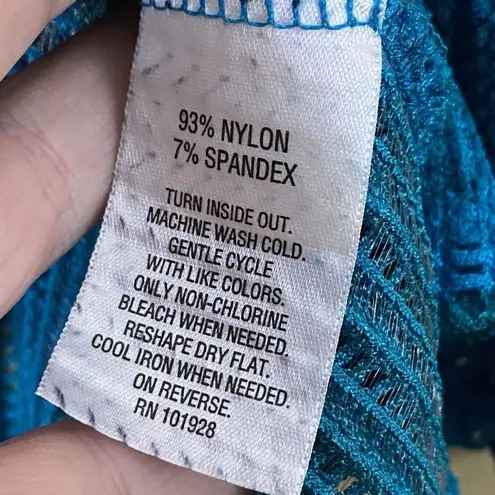 93% NYLON
7% SPANDEX
TURN INSIDE OUT.
MACHINE WASH COLD.
GENTLE CYCLE
WITH LIKE COLORS.
ONLY NON-CHLORINE
BLEACH WHEN NEEDED.
RESHAPE DRY FLAT.
COOL IRON WHEN NEEDED.
ON REVERSE.
RN 101928